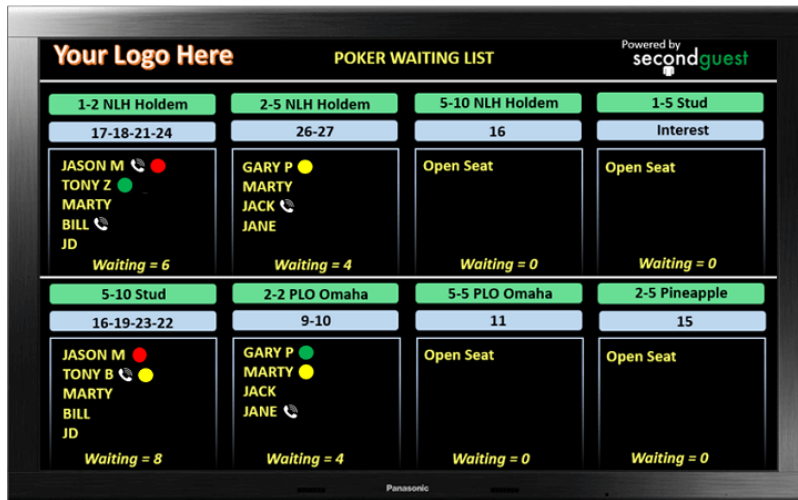 Your Logo Here
POKER WAITING LIST
Powered by
secondguest
1-2 NLH Holdem
17-18-21-24
JASON M
TONY Z
MARTY
BILL
JD
Waiting = 6
2-5 NLH Holdem
26-27
GARY P
MARTY
JACK
JANE
Waiting = 4
5-10 NLH Holdem
16
Open Seat
Waiting = 0
1-5 Stud
Interest
Open Seat
Waiting = 0
5-10 Stud
16-19-23-22
JASON M
TONY B
MARTY
BILL
JD
Waiting = 8
2-2 PLO Omaha
9-10
GARY P
MARTY
JACK
JANE
Waiting = 4
5-5 PLO Omaha
11
Open Seat
Waiting = 0
2-5 Pineapple
15
Open Seat
Waiting = 0
Panasonic